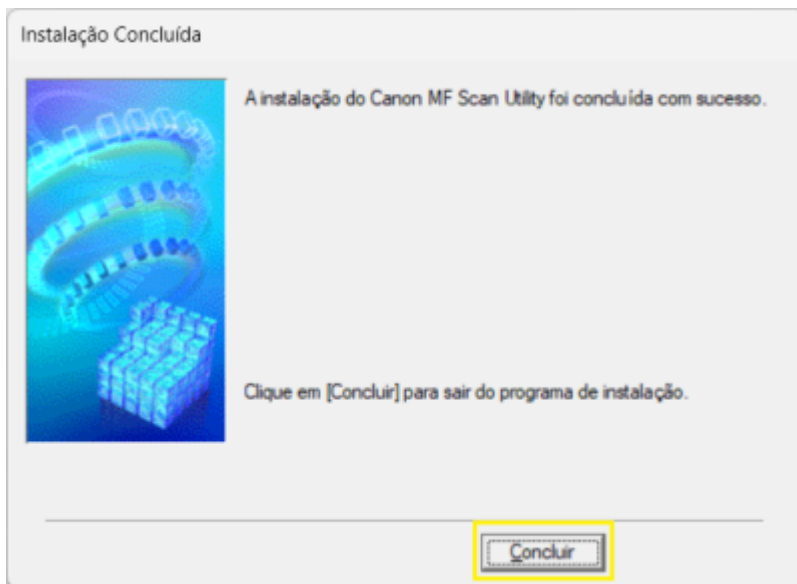 Instalação Concluída
A instalação do Canon MF Scan Utility foi concluída com sucesso.
Clique em [Concluir] para sair do programa de instalação.
Concluir